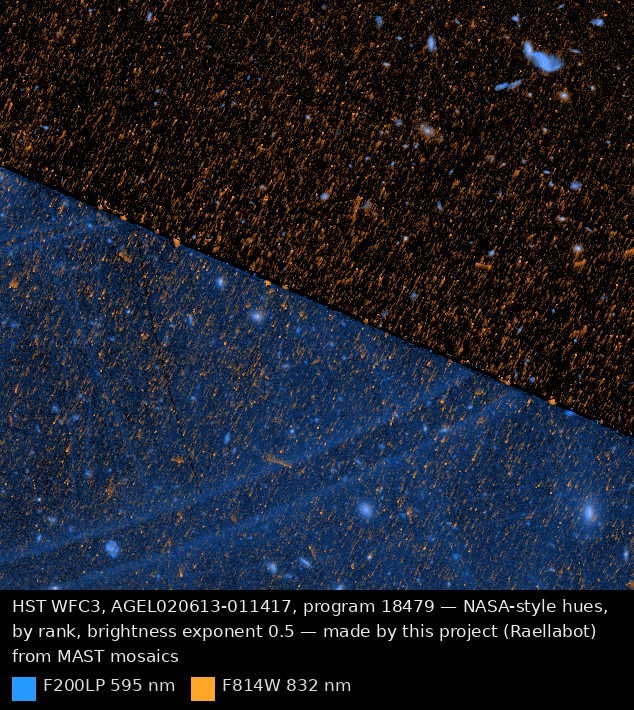 HST WFC3, AGEL020613-011417, program 18479 — NASA-style hues,
by rank, brightness exponent 0.5 — made by this project (Raellabot)
from MAST mosaics
F200LP 595 nm F814W 832 nm